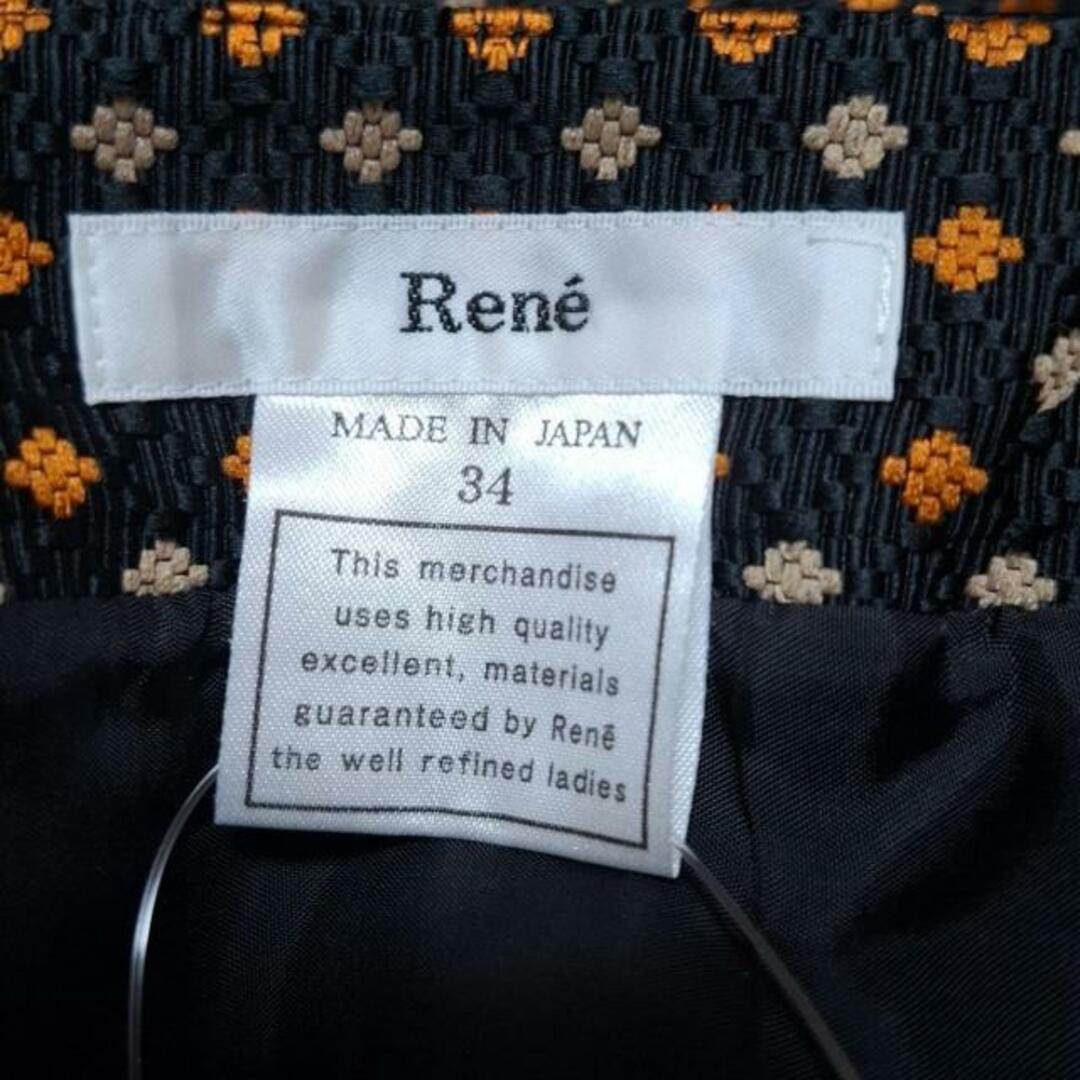 René
MADE IN JAPAN
34
This merchandise
uses high quality
excellent, materials
guaranteed by René
the well refined ladies